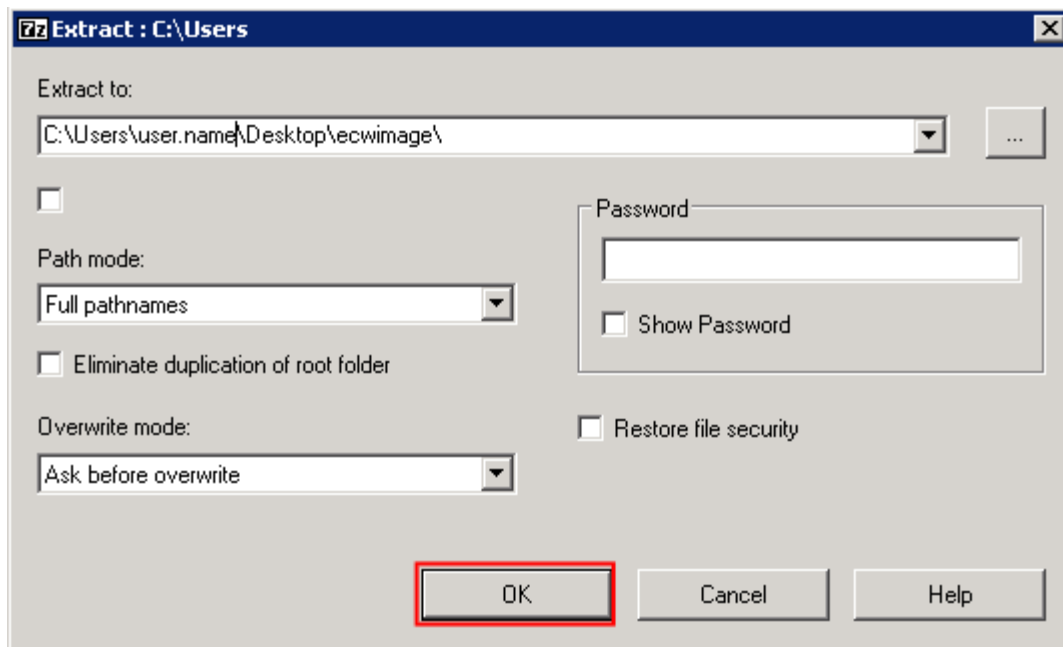 7z Extract : C:\Users
Extract to:
C:\Users\user.name\Desktop\ecwimage\
...
Password
Path mode:
Full pathnames
Show Password
Eliminate duplication of root folder
Overwrite mode:
Restore file security
Ask before overwrite
OK Cancel Help